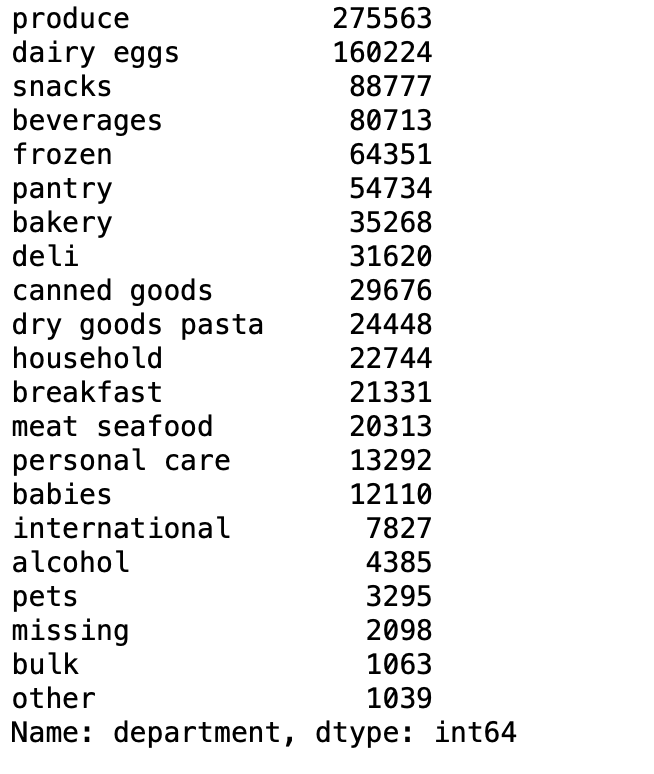 produce                275563
dairy eggs             160224
snacks                  88777
beverages               80713
frozen                  64351
pantry                  54734
bakery                  35268
deli                    31620
canned goods            29676
dry goods pasta         24448
household               22744
breakfast               21331
meat seafood            20313
personal care           13292
babies                  12110
international            7827
alcohol                  4385
pets                     3295
missing                  2098
bulk                     1063
other                    1039
Name: department, dtype: int64